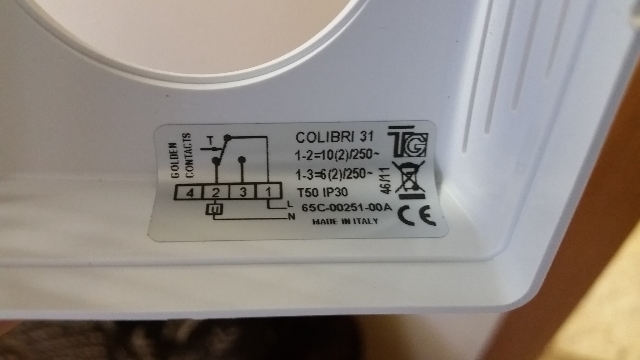 GOLDEN
CONTACTS
T
4 2 3 1
L
N
COLIBRI 31
1-2=10(2)/250~
1-3=6(2)/250~
T50 IP30
65C-00251-00A
MADE IN ITALY
TG
46/11
CE